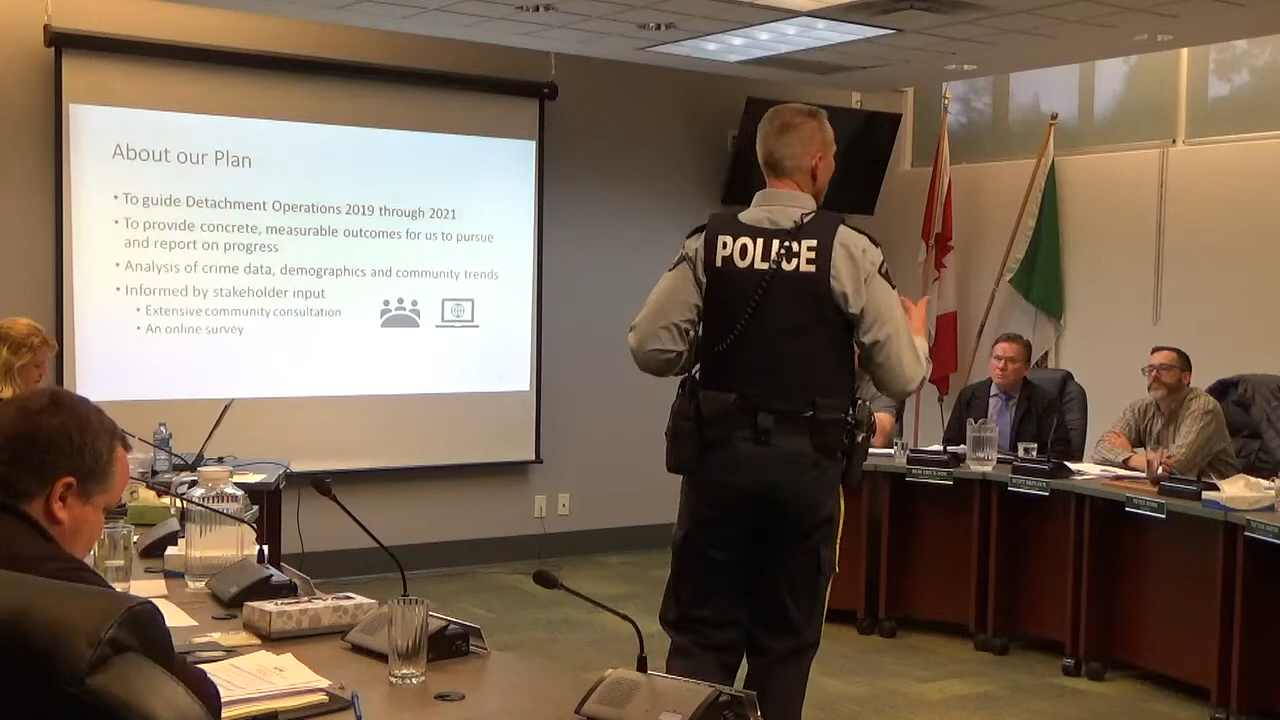 About our Plan
• To guide Detachment Operations 2019 through 2021
• To provide concrete, measurable outcomes for us to pursue
and report on progress
• Analysis of crime data, demographics and community trends
• Informed by stakeholder input
• Extensive community consultation
• An online survey
POLICE